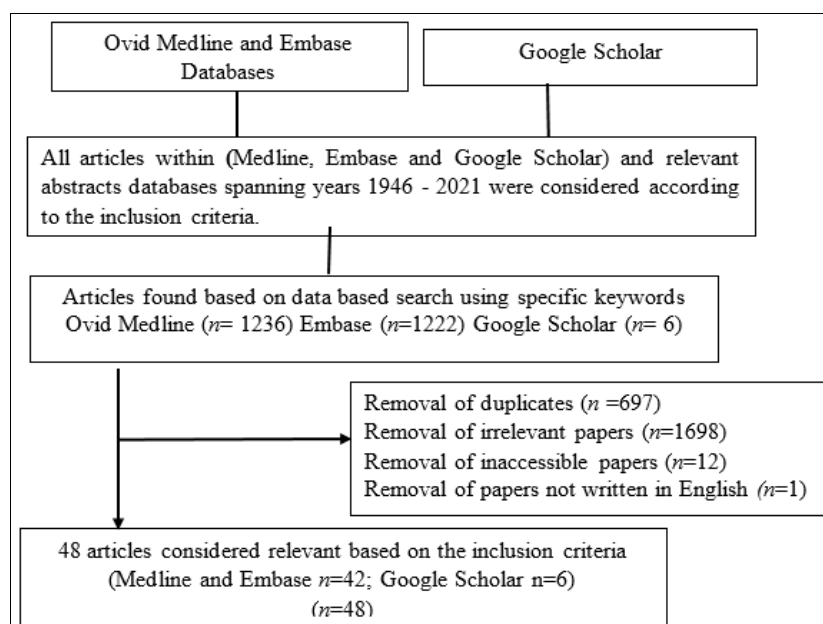 Ovid Medline and Embase
Databases
Google Scholar
All articles within (Medline, Embase and Google Scholar) and relevant
abstracts databases spanning years 1946 - 2021 were considered according
to the inclusion criteria.
Articles found based on data based search using specific keywords
Ovid Medline (n= 1236) Embase (n=1222) Google Scholar (n= 6)
Removal of duplicates (n =697)
Removal of irrelevant papers (n=1698)
Removal of inaccessible papers (n=12)
Removal of papers not written in English (n=1)
48 articles considered relevant based on the inclusion criteria
(Medline and Embase n=42; Google Scholar n=6)
(n=48)